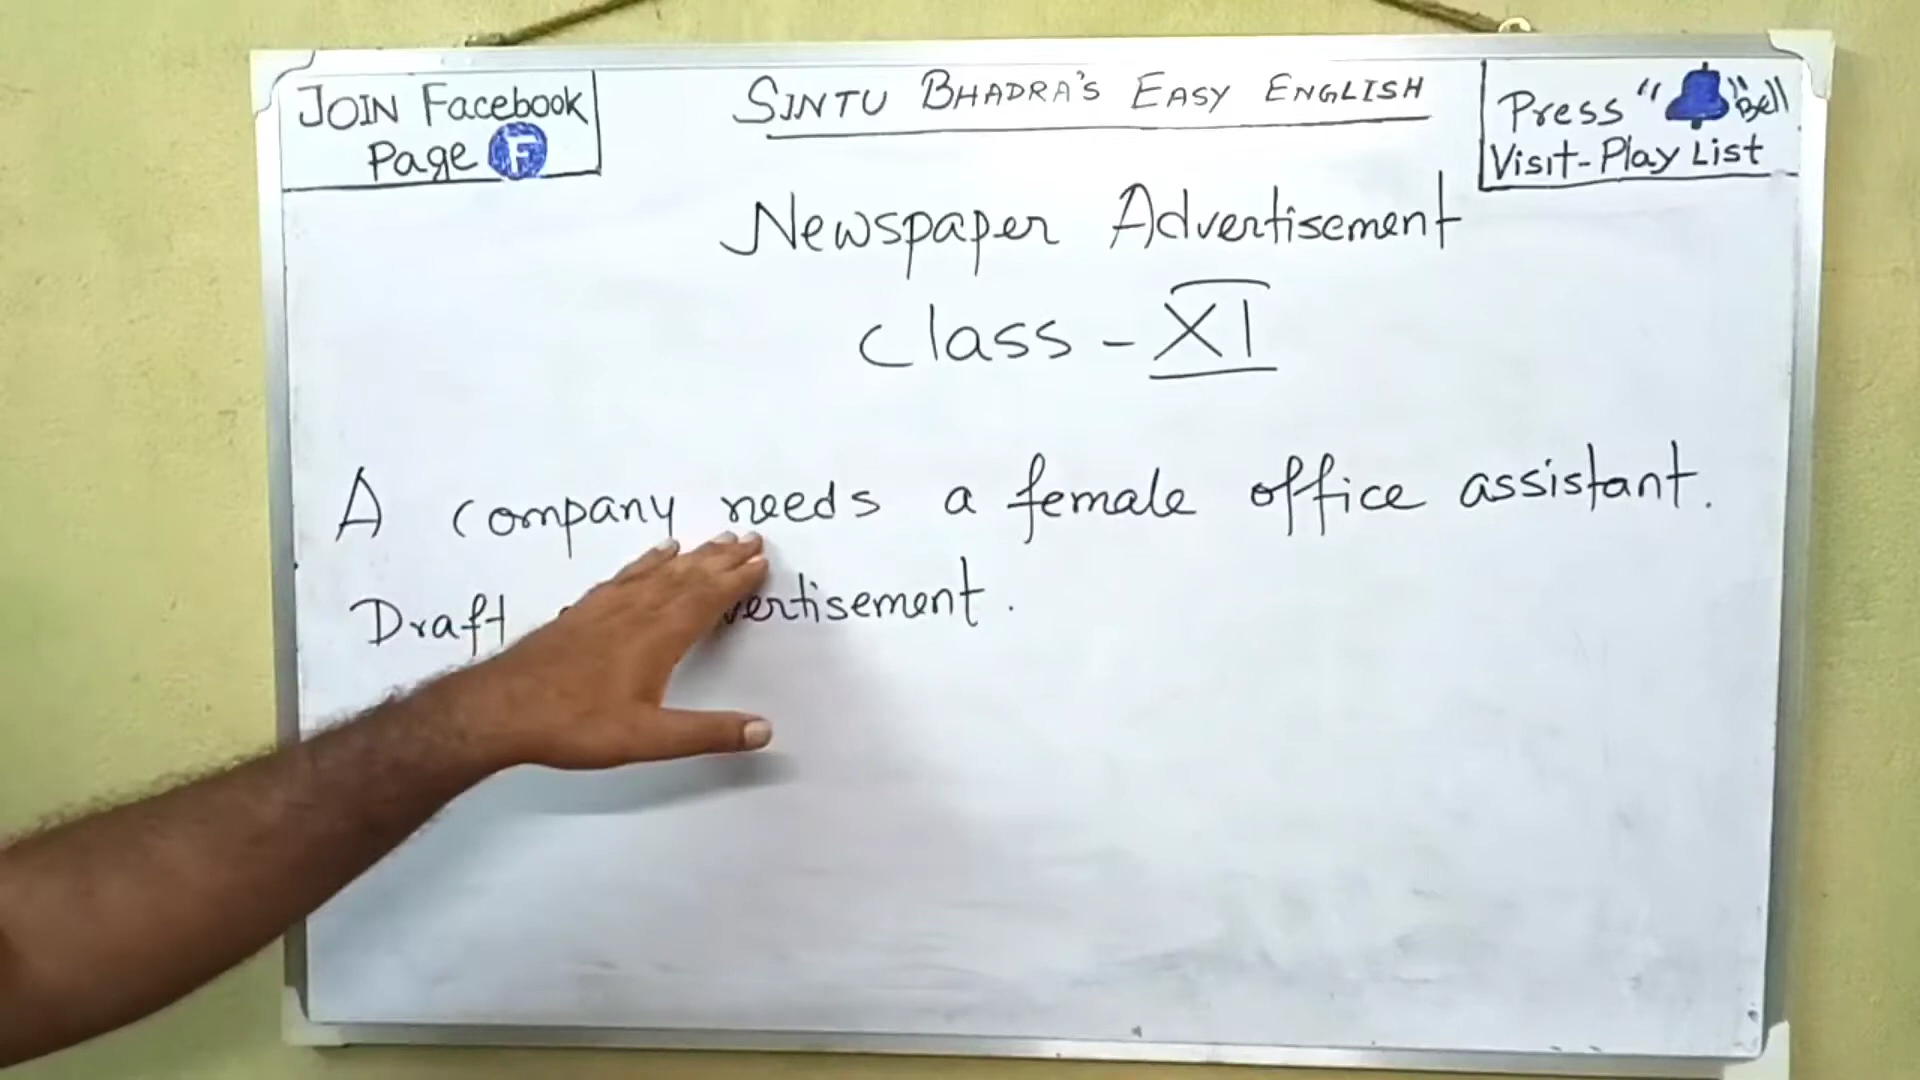 JOIN Facebook
Page F
SINTU BHADRA'S EASY ENGLISH
Press "🔔" Bell
Visit-Play List
Newspaper Advertisement
Class - XI
A company needs a female office assistant.
Draft vertisement.